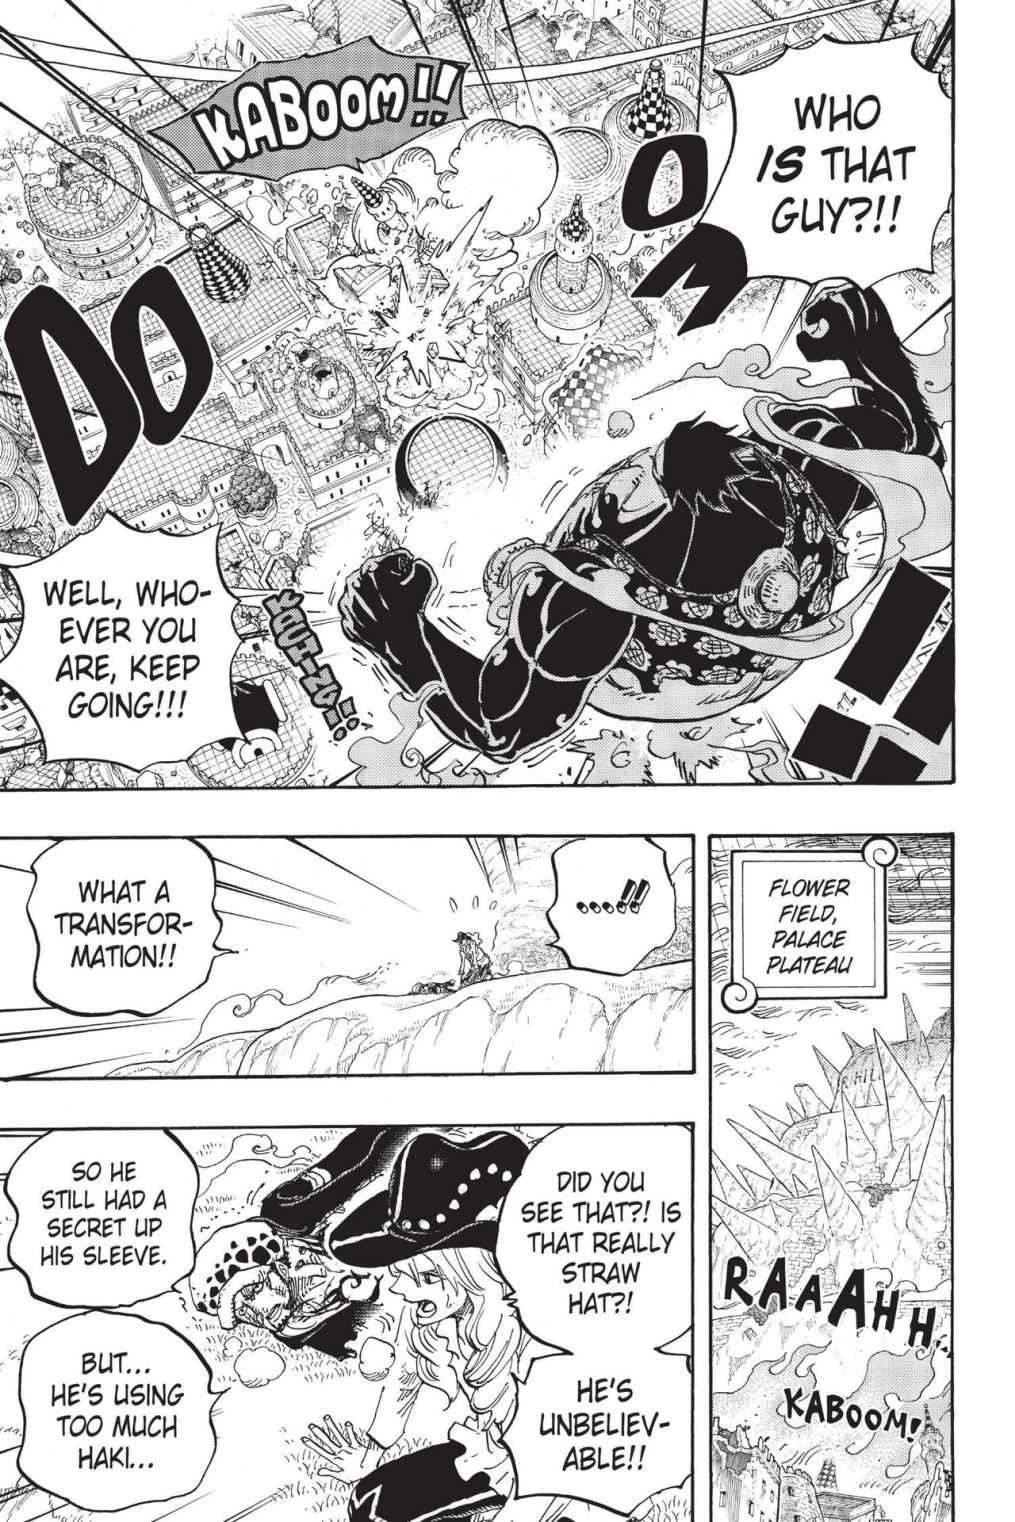 WHO
IS THAT
GUY?!!
KABOOM!!
DOOM
WELL, WHO-
EVER YOU
ARE, KEEP
GOING!!!
FLOWER
FIELD,
PALACE
PLATEAU
R HILL
RAAAHH...
KABOOM!
...!!
WHAT A
TRANSFOR-
MATION!!
DID YOU
SEE THAT?! IS
THAT REALLY
STRAW
HAT?!
HE'S
UNBELIEV-
ABLE!!
SO HE
STILL HAD A
SECRET UP
HIS SLEEVE.
BUT...
HE'S USING
TOO MUCH
HAKI...